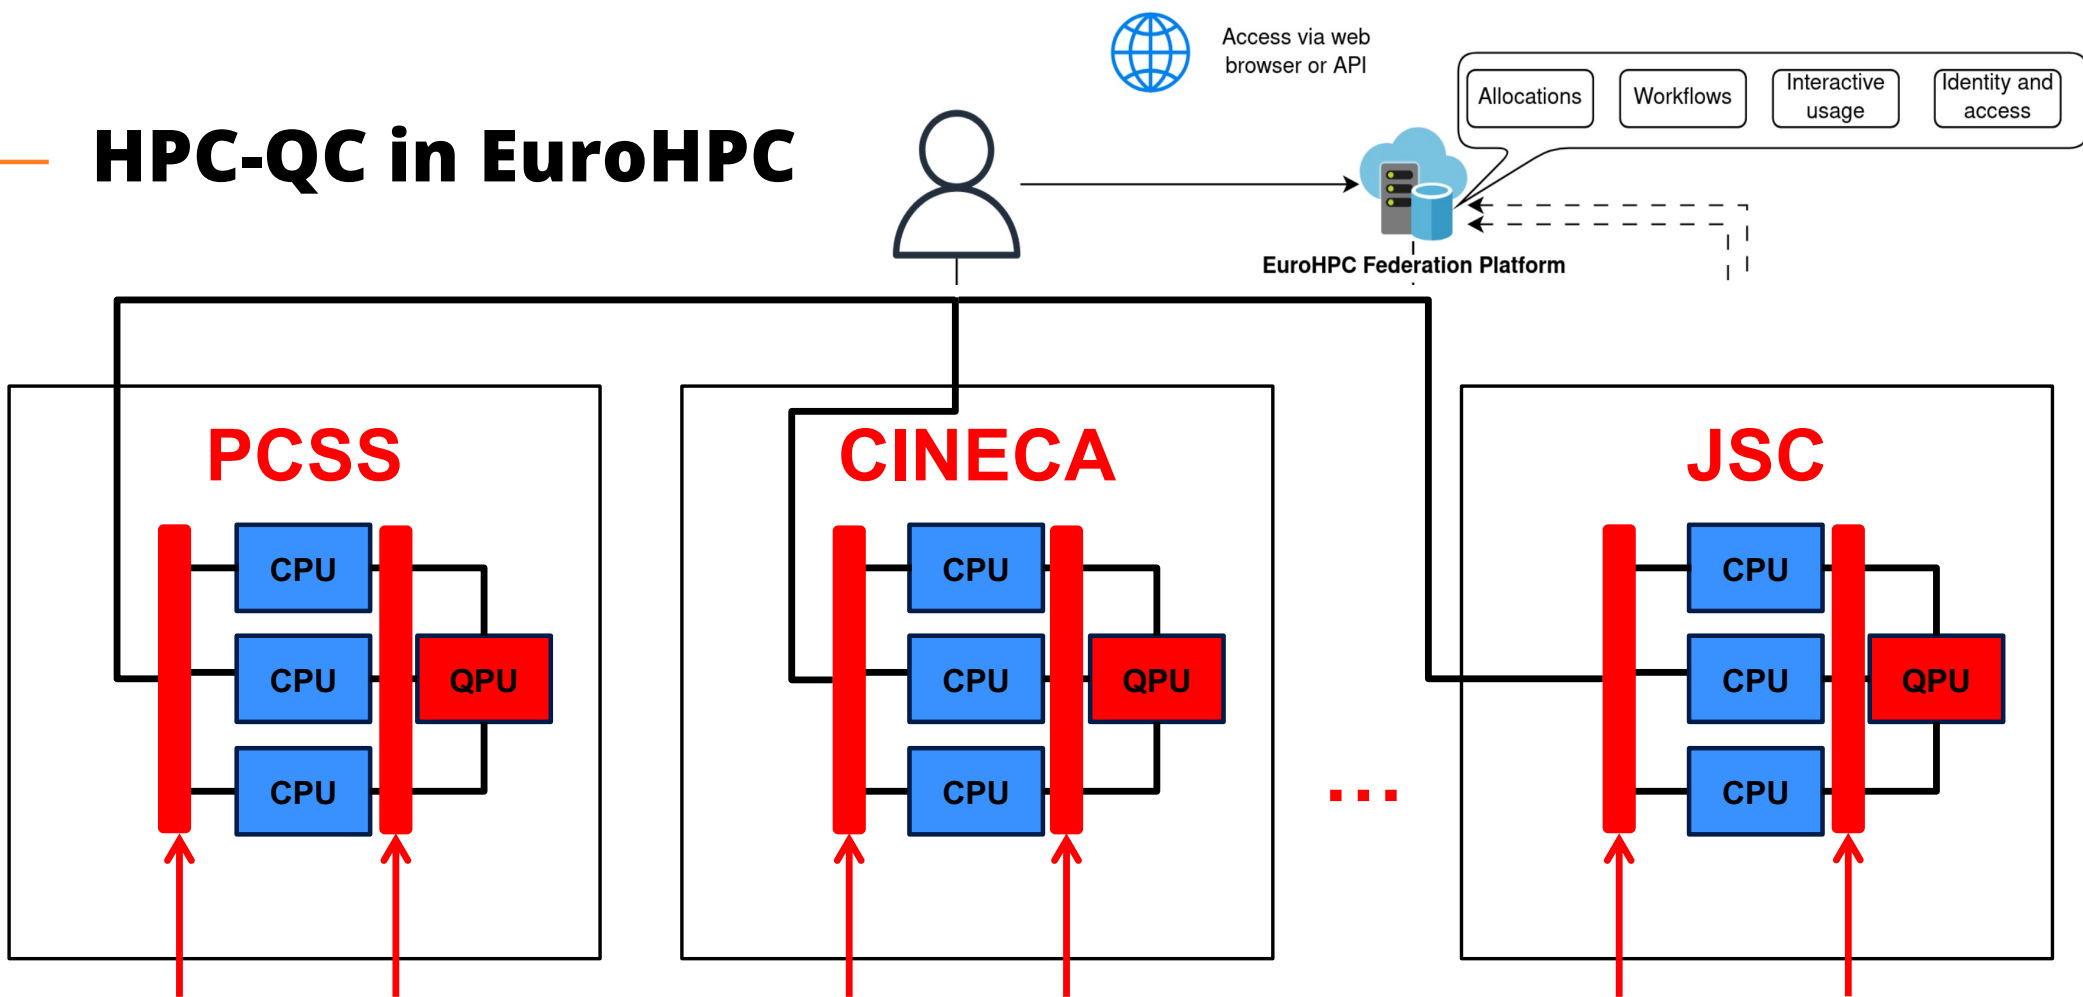 Access via web
browser or API
Allocations
Workflows
Interactive
usage
Identity and
access
HPC-QC in EuroHPC
EuroHPC Federation Platform
PCSS
CPU
CPU
QPU
CPU
CINECA
CPU
CPU
QPU
CPU
...
JSC
CPU
CPU
QPU
CPU